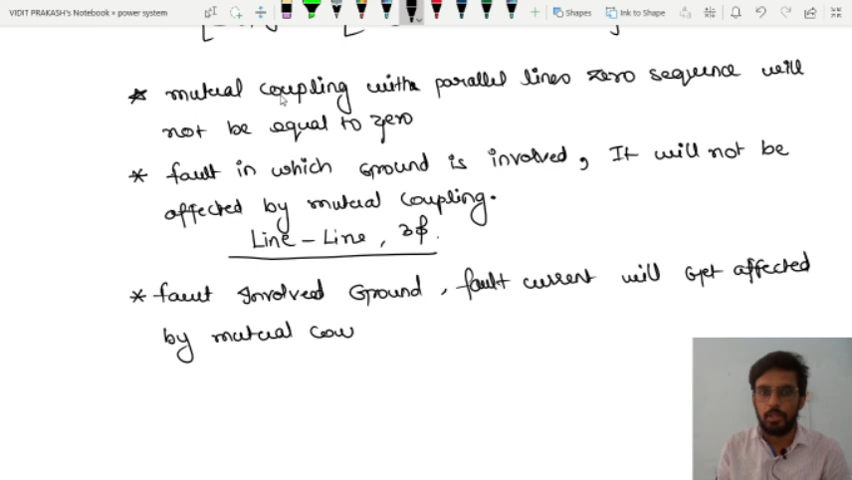 VIDIT PRAKASH's Notebook » power system
Shapes
Ink to Shape
* mutual coupling with parallel lines zero sequence will
not be equal to zero
* fault in which Ground is involved, It will not be
affected by mutual coupling.
Line - Line, 3ϕ.
* fault Involved Ground, fault current will Get affected
by mutual cou